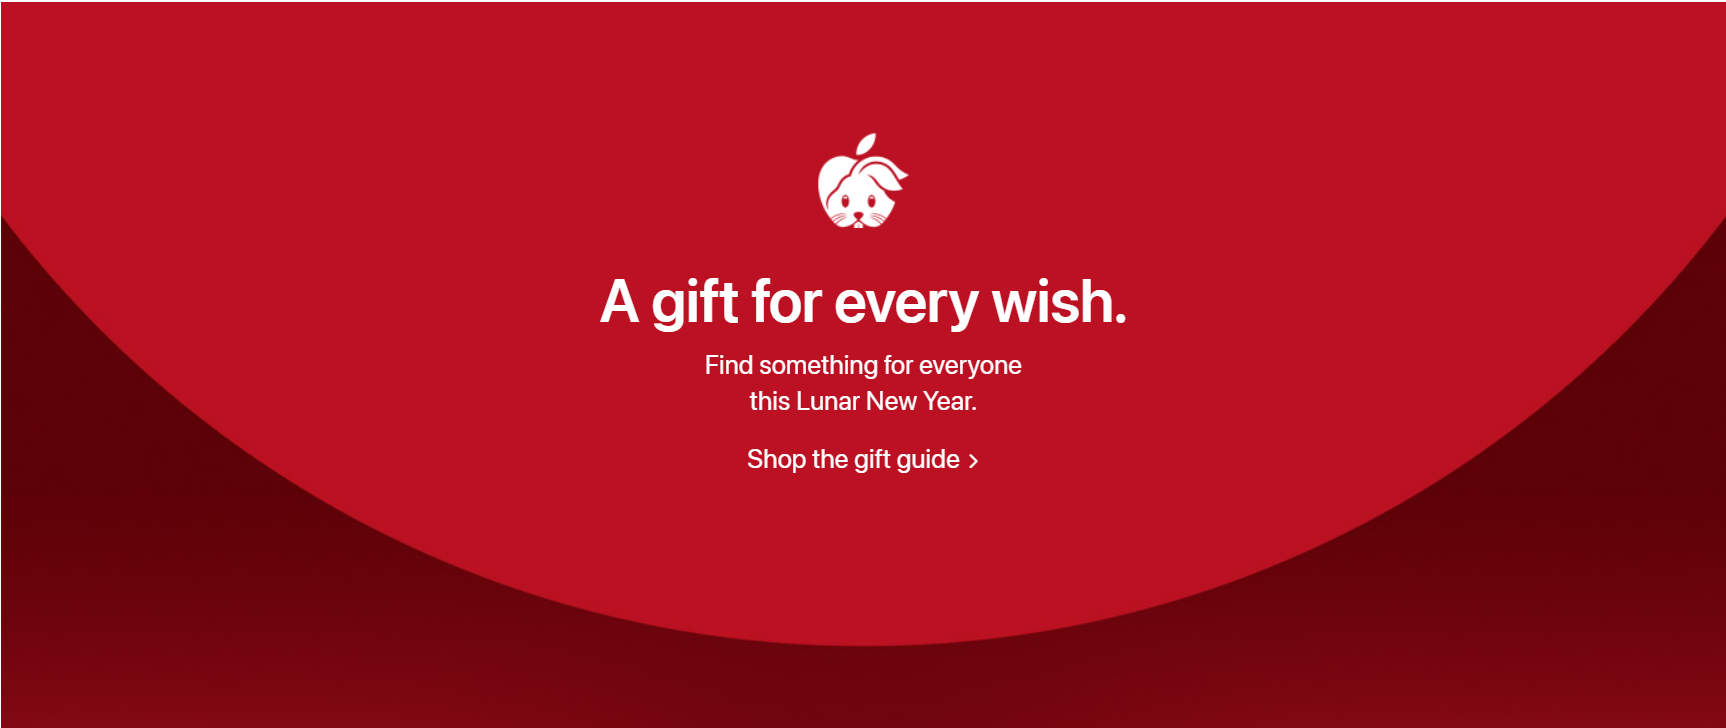 A gift for every wish.
Find something for everyone
this Lunar New Year.
Shop the gift guide >